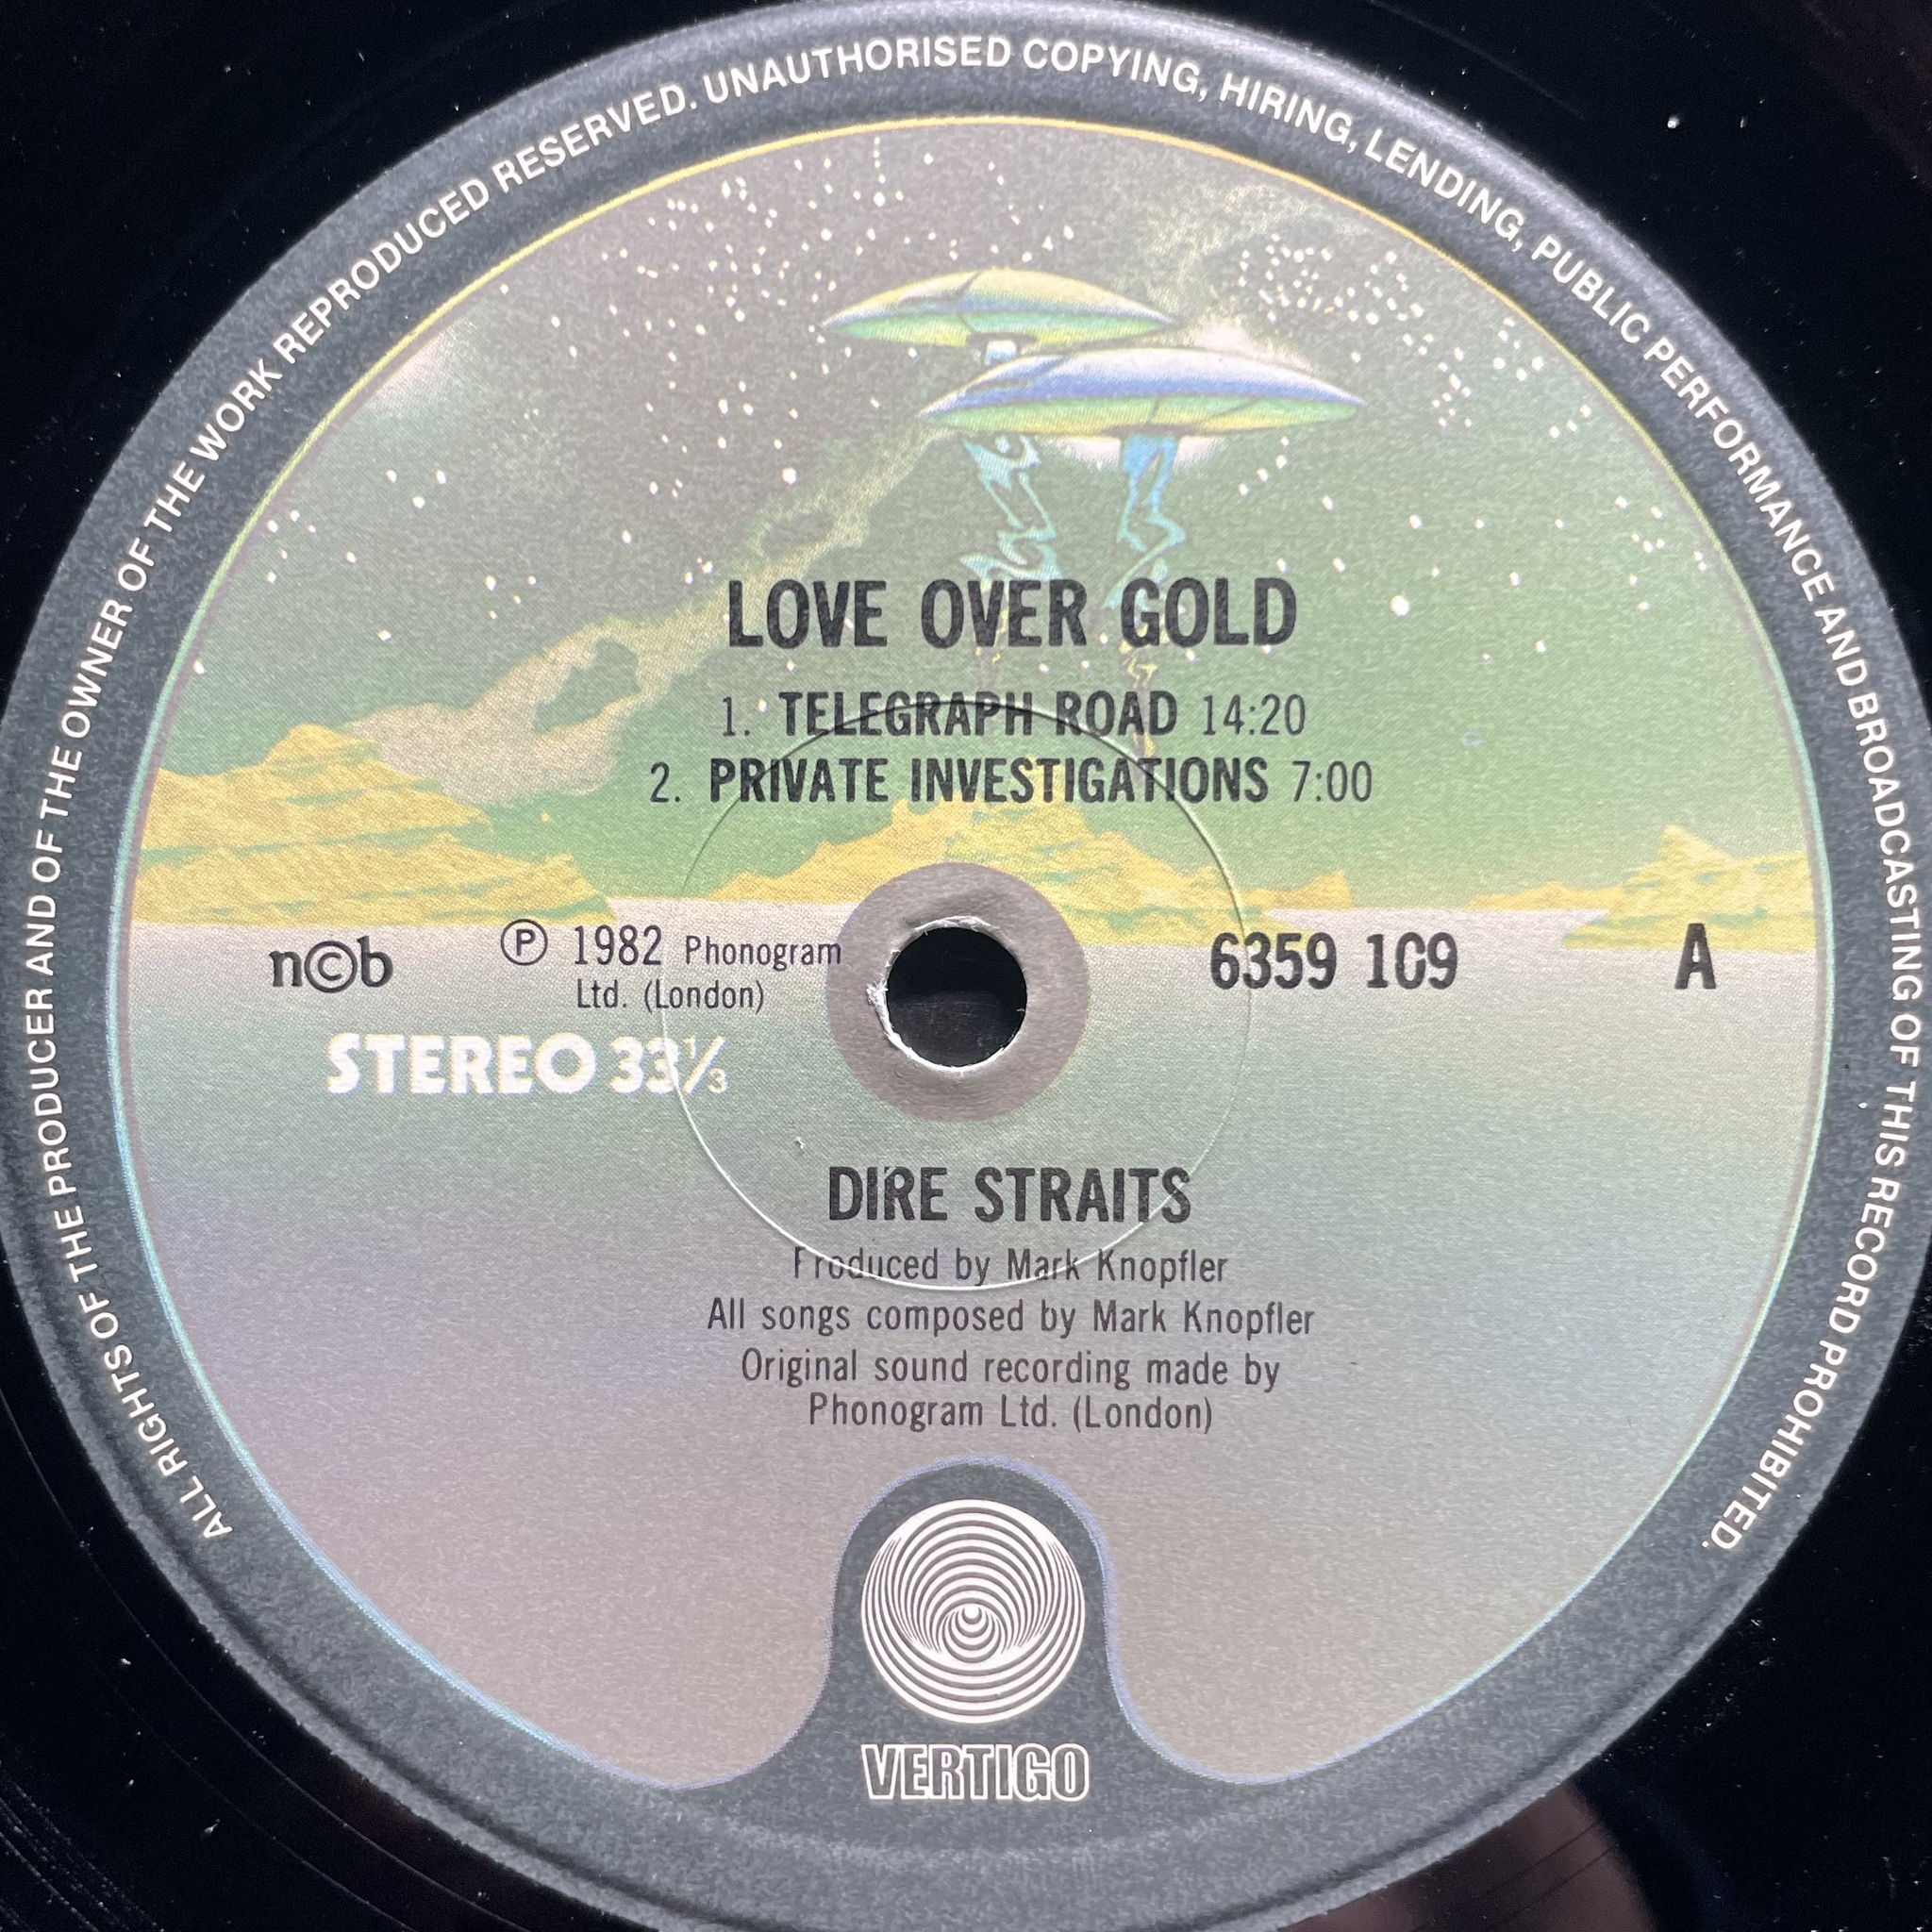 ALL RIGHTS OF THE PRODUCER AND OF THE OWNER OF THE WORK REPRODUCED RESERVED. UNAUTHORISED COPYING, HIRING, LENDING, PUBLIC PERFORMANCE AND BROADCASTING OF THIS RECORD PROHIBITED.
LOVE OVER GOLD
1. TELEGRAPH ROAD 14:20
2. PRIVATE INVESTIGATIONS 7:00
n©b
Ⓟ 1982 Phonogram
Ltd. (London)
6359 109
A
STEREO 33⅓
DIRE STRAITS
Produced by Mark Knopfler
All songs composed by Mark Knopfler
Original sound recording made by
Phonogram Ltd. (London)
VERTIGO